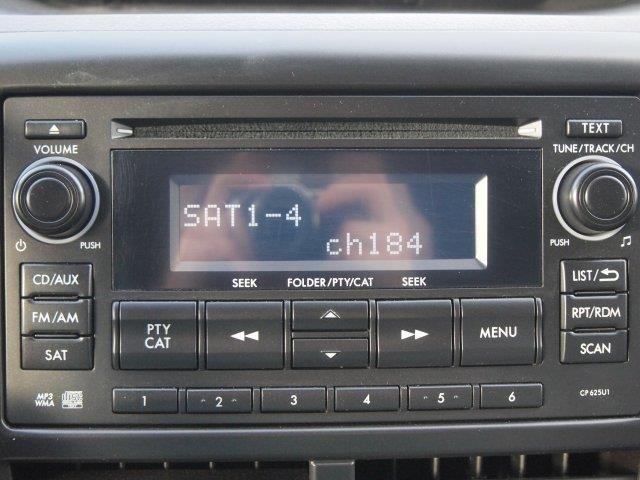 VOLUME
TEXT
TUNE/TRACK/CH
SAT1-4
ch184
PUSH
PUSH
SEEK
FOLDER/PTY/CAT
SEEK
CD/AUX
FM/AM
SAT
PTY
CAT
MENU
LIST/
RPT/RDM
SCAN
MP3
WMA
1
2
3
4
5
6
CP625U1